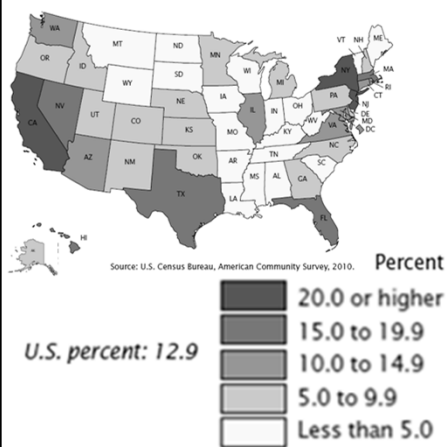 WA
MT
ND
MN
OR
ID
SD
WI
MI
VT
NH
ME
NY
MA
RI
CT
WY
IA
NE
PA
NJ
DE
MD
DC
NV
UT
CO
KS
MO
IL
IN
OH
WV
VA
KY
CA
AZ
NM
OK
AR
TN
NC
SC
TX
LA
MS
AL
GA
FL
HI
Source: U.S. Census Bureau, American Community Survey, 2010.
Percent
20.0 or higher
15.0 to 19.9
U.S. percent: 12.9
10.0 to 14.9
5.0 to 9.9
Less than 5.0